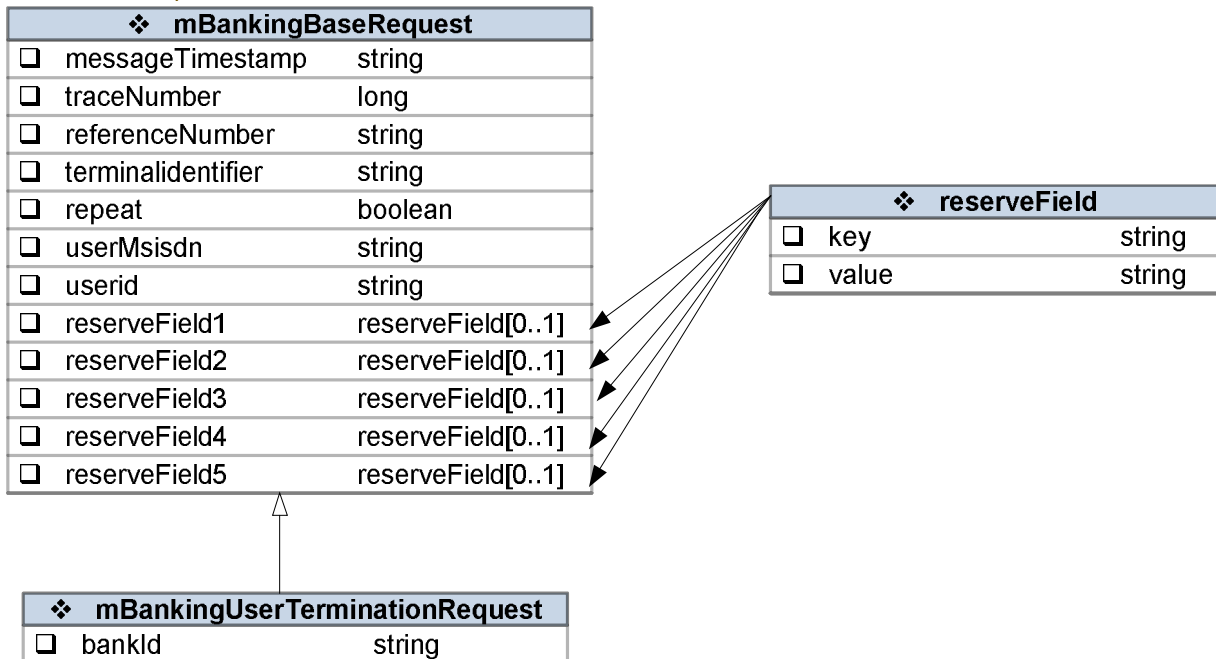 ❖ mBankingBaseRequest
❑ messageTimestamp string
❑ traceNumber long
❑ referenceNumber string
❑ terminalidentifier string
❑ repeat boolean
❑ userMsisdn string
❑ userid string
❑ reserveField1 reserveField[0..1]
❑ reserveField2 reserveField[0..1]
❑ reserveField3 reserveField[0..1]
❑ reserveField4 reserveField[0..1]
❑ reserveField5 reserveField[0..1]
❖ reserveField
❑ key string
❑ value string
❖ mBankingUserTerminationRequest
❑ bankId string